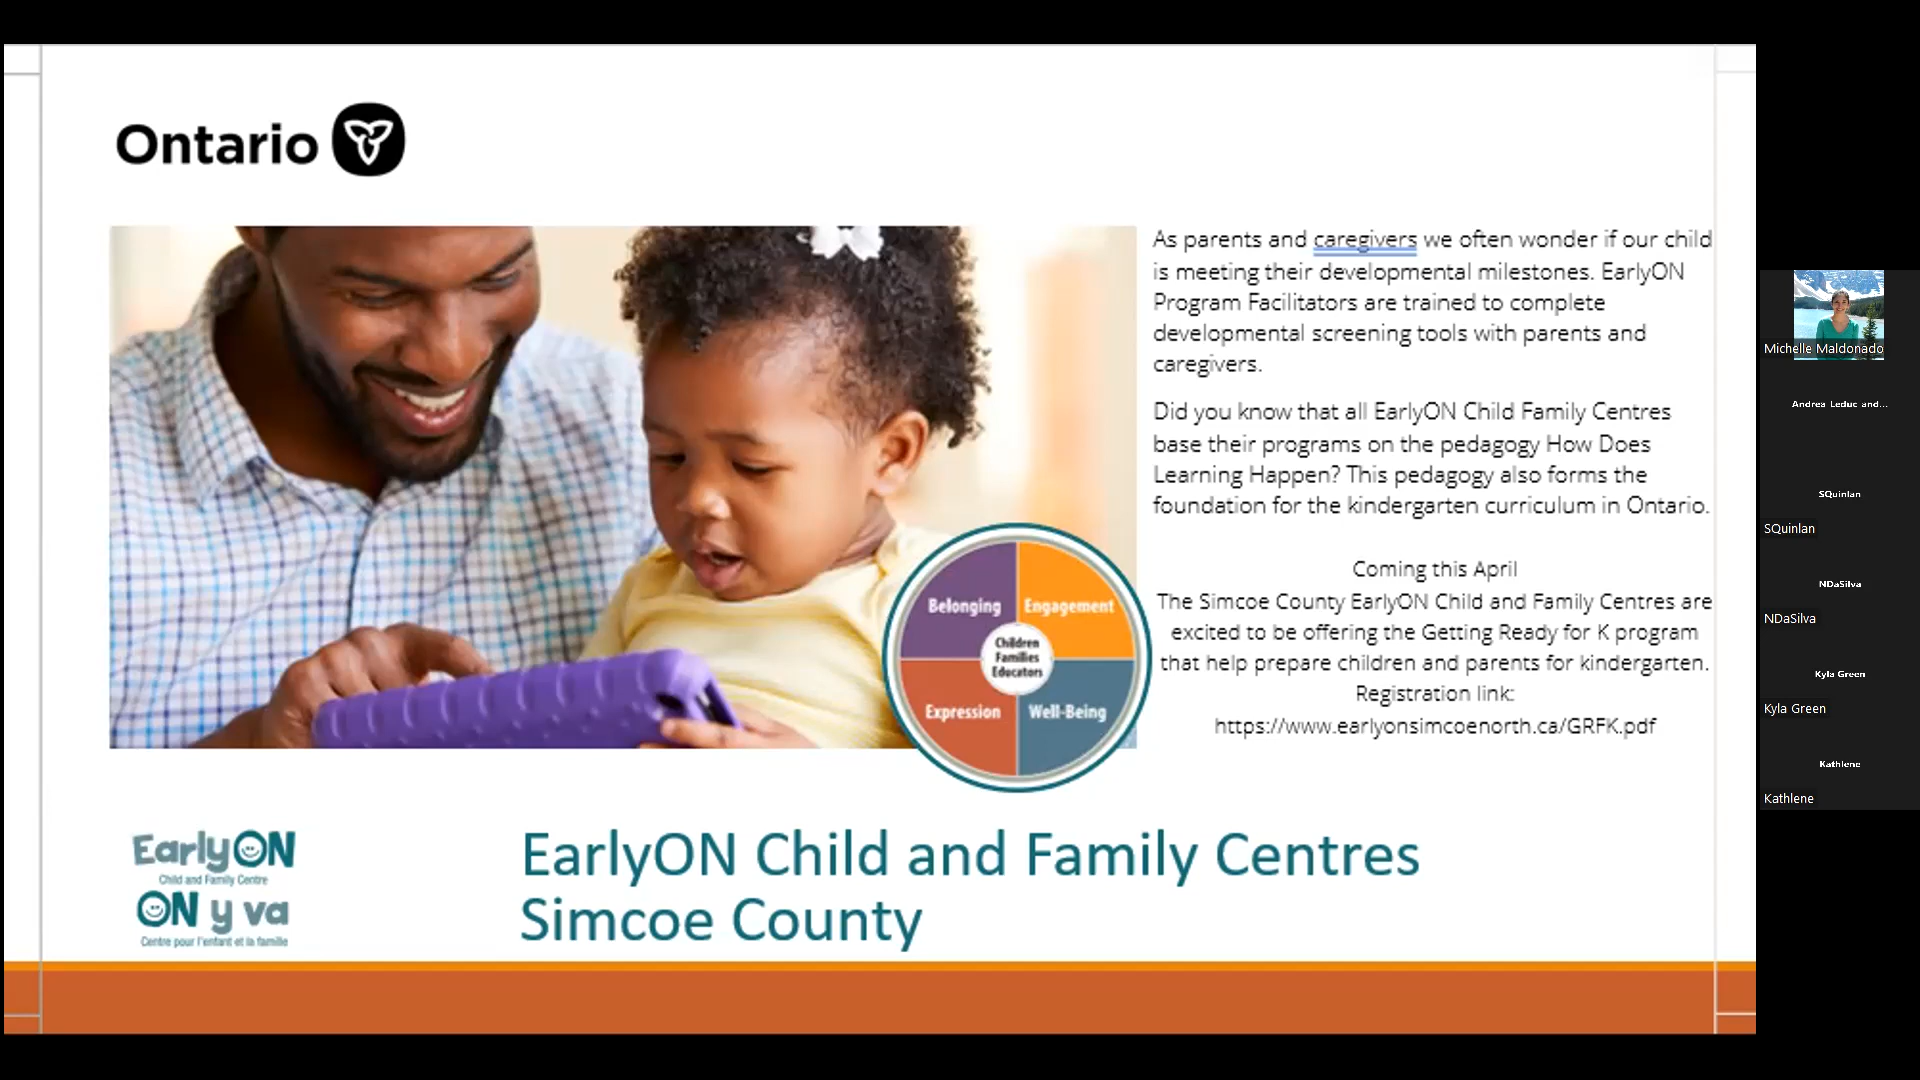 Ontario
As parents and caregivers we often wonder if our child
is meeting their developmental milestones. EarlyON
Program Facilitators are trained to complete
developmental screening tools with parents and
caregivers.
Did you know that all EarlyON Child Family Centres
base their programs on the pedagogy How Does
Learning Happen? This pedagogy also forms the
foundation for the kindergarten curriculum in Ontario.
Coming this April
The Simcoe County EarlyON Child and Family Centres are
excited to be offering the Getting Ready for K program
that help prepare children and parents for kindergarten.
Registration link:
https://www.earlyonsimcoenorth.ca/GRFK.pdf
Belonging
Engagement
Children
Families
Educators
Expression
Well-Being
EarlyON
Child and Family Centre
ON y va
Centre pour l'enfant et la famille
EarlyON Child and Family Centres
Simcoe County
Michelle Maldonado
Andrea Leduc and...
SQuinlan
SQuinlan
NDaSilva
NDaSilva
Kyla Green
Kyla Green
Kathlene
Kathlene